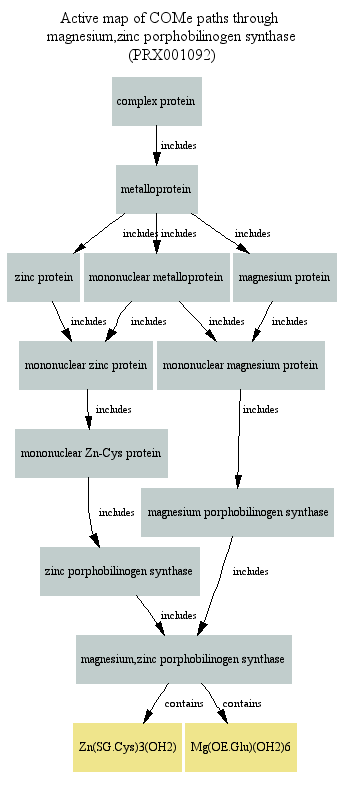 Active map of COMe paths through
magnesium,zinc porphobilinogen synthase
(PRX001092)
complex protein
includes
metalloprotein
includes includes includes
zinc protein mononuclear metalloprotein magnesium protein
includes includes includes includes
mononuclear zinc protein mononuclear magnesium protein
includes includes
mononuclear Zn-Cys protein
magnesium porphobilinogen synthase
includes
zinc porphobilinogen synthase includes
includes
magnesium,zinc porphobilinogen synthase
contains contains
Zn(SG.Cys)3(OH2) Mg(OE.Glu)(OH2)6